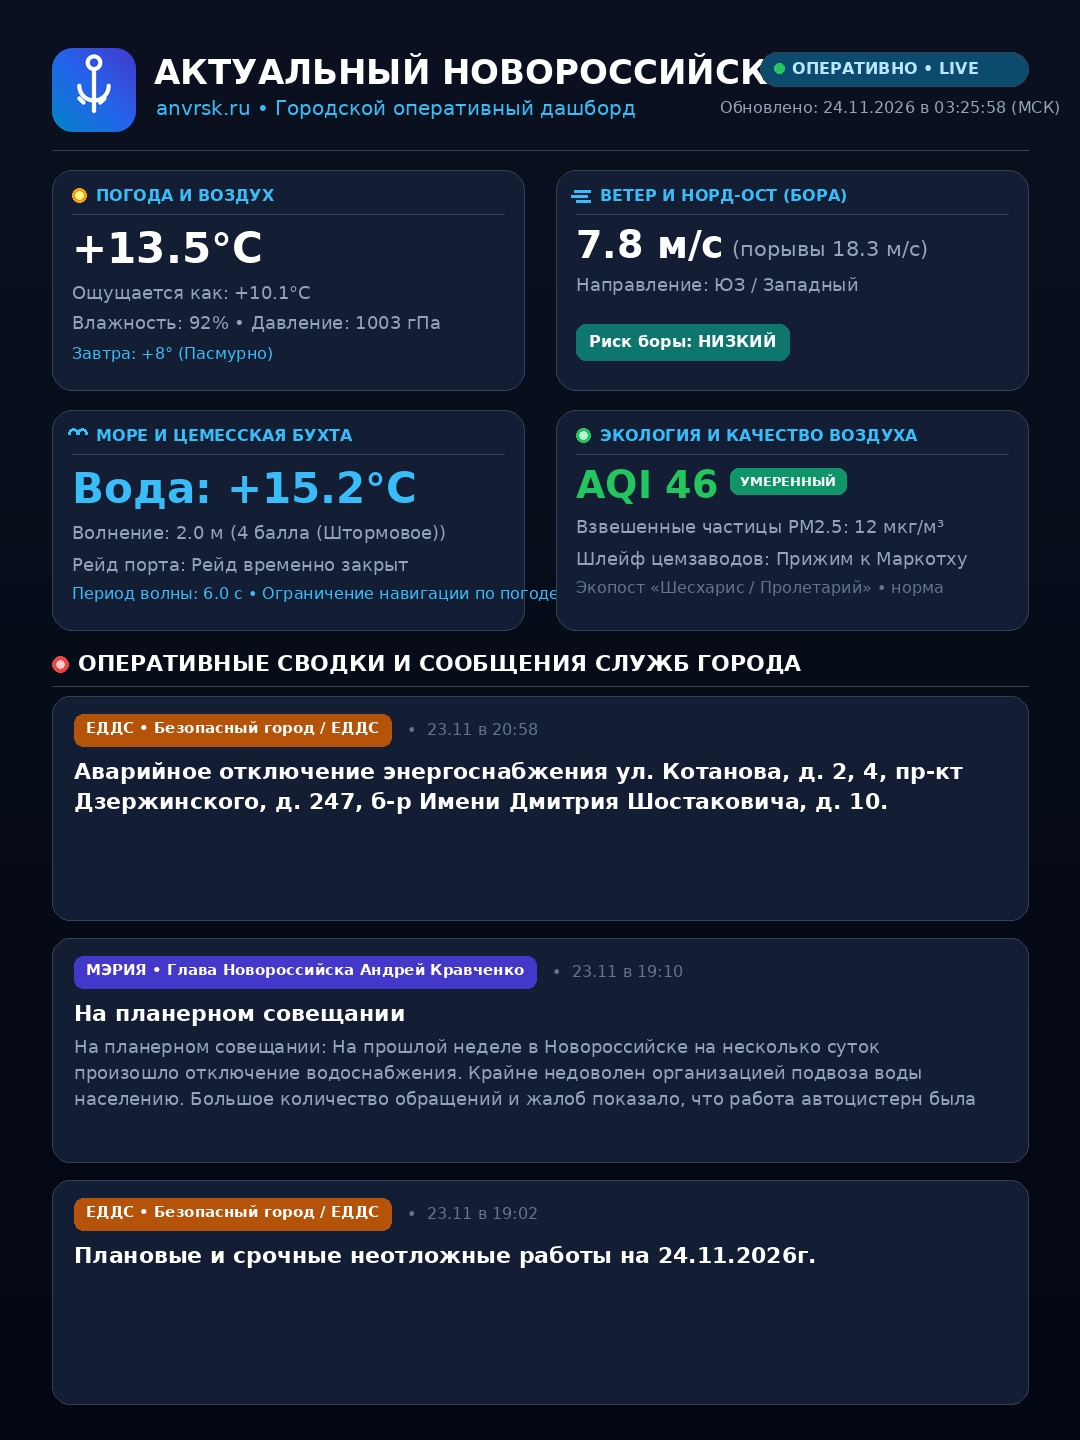 АКТУАЛЬНЫЙ НОВОРОССИЙСК
ОПЕРАТИВНО • LIVE
anvrsk.ru • Городской оперативный дашборд
Обновлено: 24.11.2026 в 03:25:58 (МСК)
ПОГОДА И ВОЗДУХ
+13.5°C
Ощущается как: +10.1°C
Влажность: 92% • Давление: 1003 гПа
Завтра: +8° (Пасмурно)
ВЕТЕР И НОРД-ОСТ (БОРА)
7.8 м/с (порывы 18.3 м/с)
Направление: ЮЗ / Западный
Риск боры: НИЗКИЙ
МОРЕ И ЦЕМЕССКАЯ БУХТА
Вода: +15.2°C
Волнение: 2.0 м (4 балла (Штормовое))
Рейд порта: Рейд временно закрыт
Период волны: 6.0 с • Ограничение навигации по погоде
ЭКОЛОГИЯ И КАЧЕСТВО ВОЗДУХА
AQI 46 УМЕРЕННЫЙ
Взвешенные частицы PM2.5: 12 мкг/м³
Шлейф цемзаводов: Прижим к Маркотху
Экопост «Шесхарис / Пролетарий» • норма
ОПЕРАТИВНЫЕ СВОДКИ И СООБЩЕНИЯ СЛУЖБ ГОРОДА
ЕДДС • Безопасный город / ЕДДС • 23.11 в 20:58
Аварийное отключение энергоснабжения ул. Котанова, д. 2, 4, пр-кт
Дзержинского, д. 247, б-р Имени Дмитрия Шостаковича, д. 10.
МЭРИЯ • Глава Новороссийска Андрей Кравченко • 23.11 в 19:10
На планерном совещании
На планерном совещании: На прошлой неделе в Новороссийске на несколько суток
произошло отключение водоснабжения. Крайне недоволен организацией подвоза воды
населению. Большое количество обращений и жалоб показало, что работа автоцистерн была
ЕДДС • Безопасный город / ЕДДС • 23.11 в 19:02
Плановые и срочные неотложные работы на 24.11.2026г.